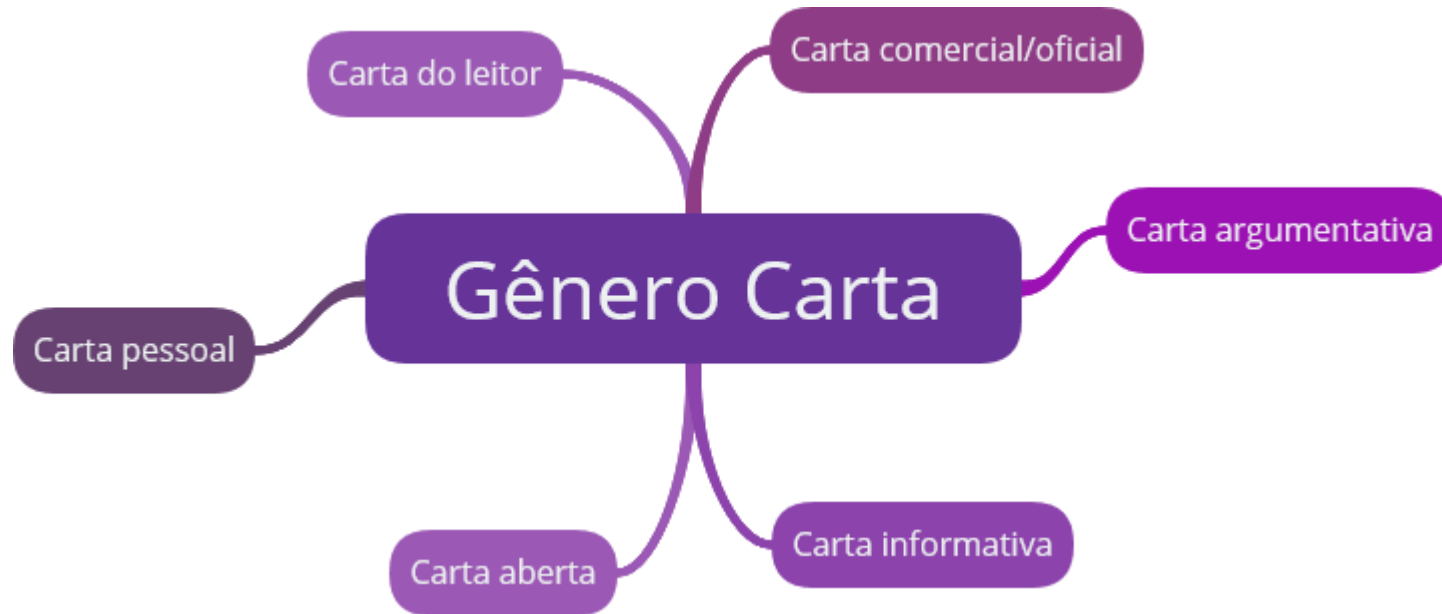 Carta comercial/oficial
Carta do leitor
Carta argumentativa
Gênero Carta
Carta pessoal
Carta informativa
Carta aberta